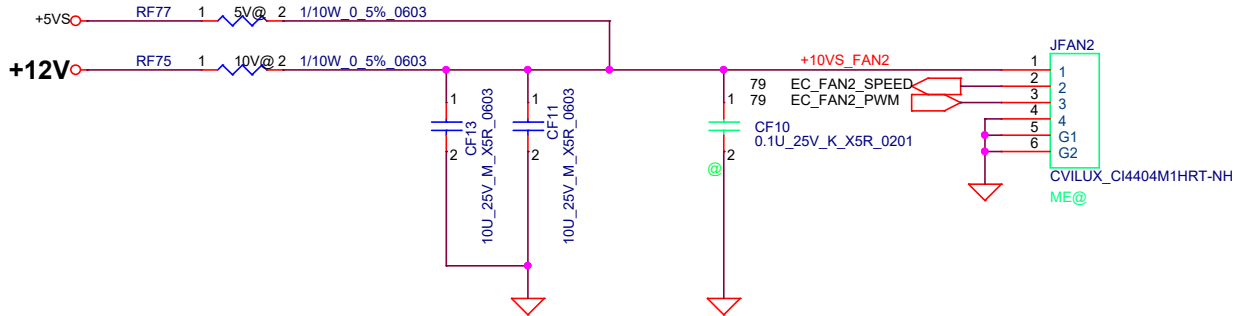 +5VS RF77 1 5V@ 2 1/10W_0_5%_0603
+12V RF75 1 10V@ 2 1/10W_0_5%_0603
+10VS_FAN2
JFAN2
1 1
79 EC_FAN2_SPEED 2 2
79 EC_FAN2_PWM 3 3
4 4
5 G1
6 G2
CVILUX_CI4404M1HRT-NH
ME@
1
2
CF13
10U_25V_M_X5R_0603
1
2
CF11
10U_25V_M_X5R_0603
1
CF10
0.1U_25V_K_X5R_0201
2
@